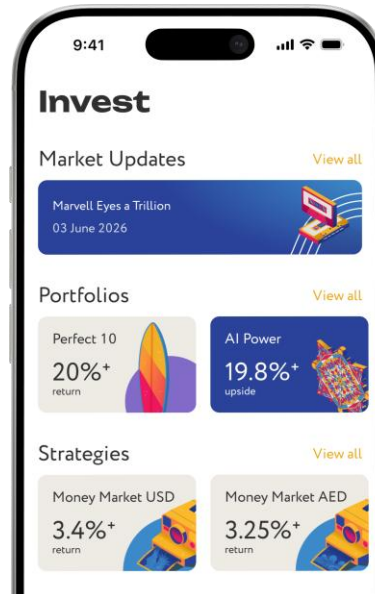 9:41
Invest
Market Updates View all
Marvell Eyes a Trillion
03 June 2026
Portfolios View all
Perfect 10 AI Power
20%+ 19.8%+
return upside
Strategies View all
Money Market USD Money Market AED
3.4%+ 3.25%+
return return